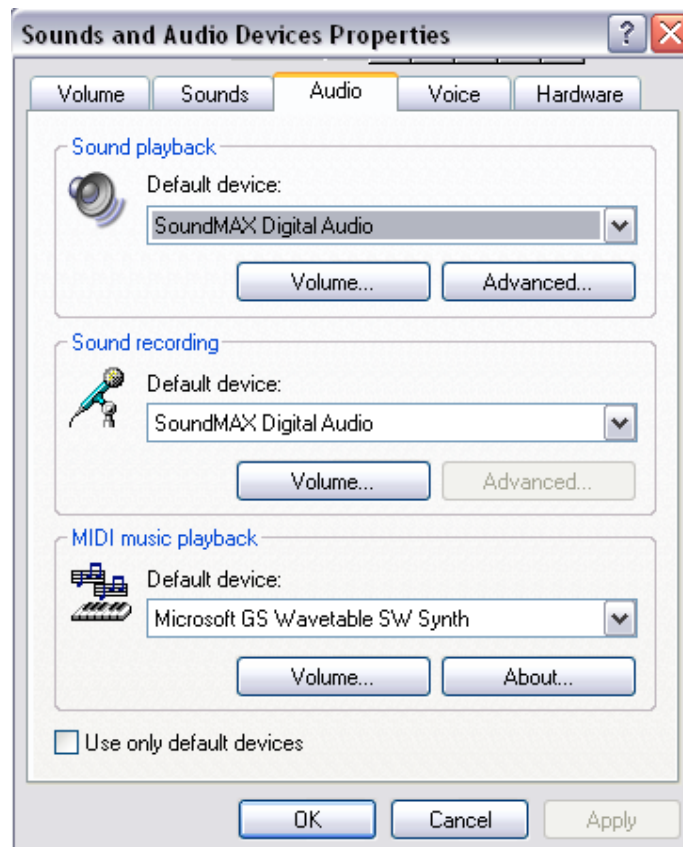 Sounds and Audio Devices Properties
Volume Sounds Audio Voice Hardware
Sound playback
Default device:
SoundMAX Digital Audio
Volume... Advanced...
Sound recording
Default device:
SoundMAX Digital Audio
Volume... Advanced...
MIDI music playback
Default device:
Microsoft GS Wavetable SW Synth
Volume... About...
Use only default devices
OK Cancel Apply